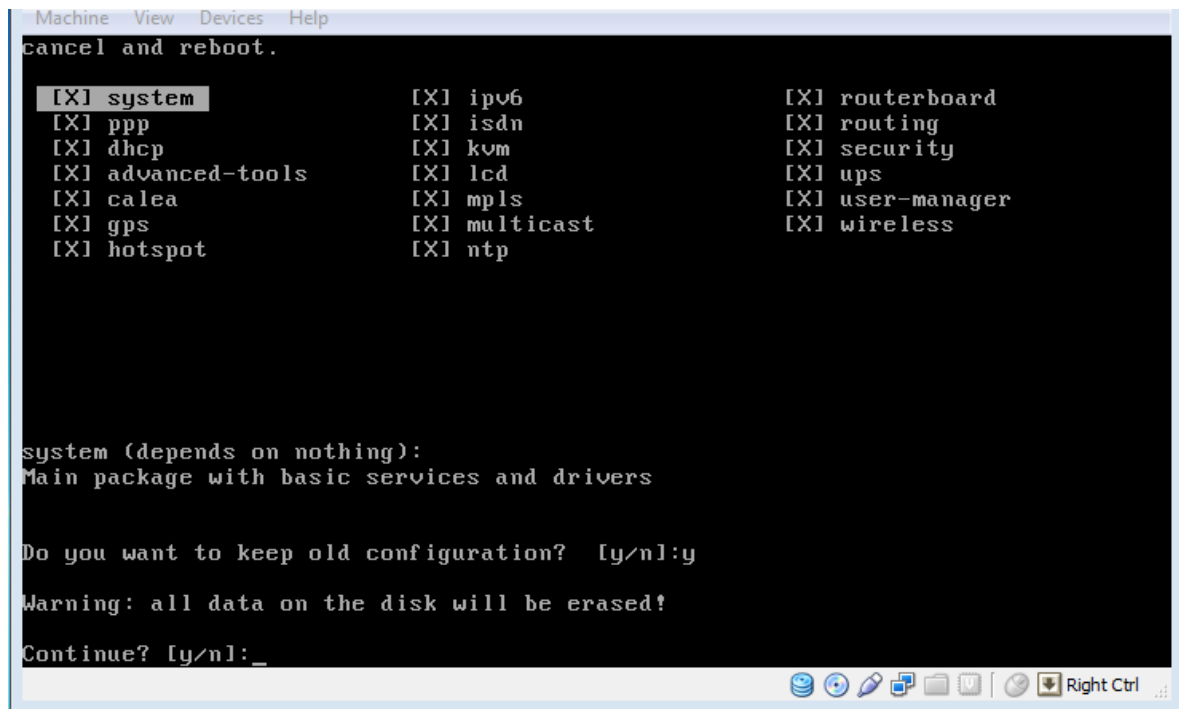 Machine View Devices Help
cancel and reboot.
[X] system [X] ipv6 [X] routerboard
[X] ppp [X] isdn [X] routing
[X] dhcp [X] kvm [X] security
[X] advanced-tools [X] lcd [X] ups
[X] calea [X] mpls [X] user-manager
[X] gps [X] multicast [X] wireless
[X] hotspot [X] ntp
system (depends on nothing):
Main package with basic services and drivers
Do you want to keep old configuration? [y/n]:y
Warning: all data on the disk will be erased!
Continue? [y/n]:_
Right Ctrl